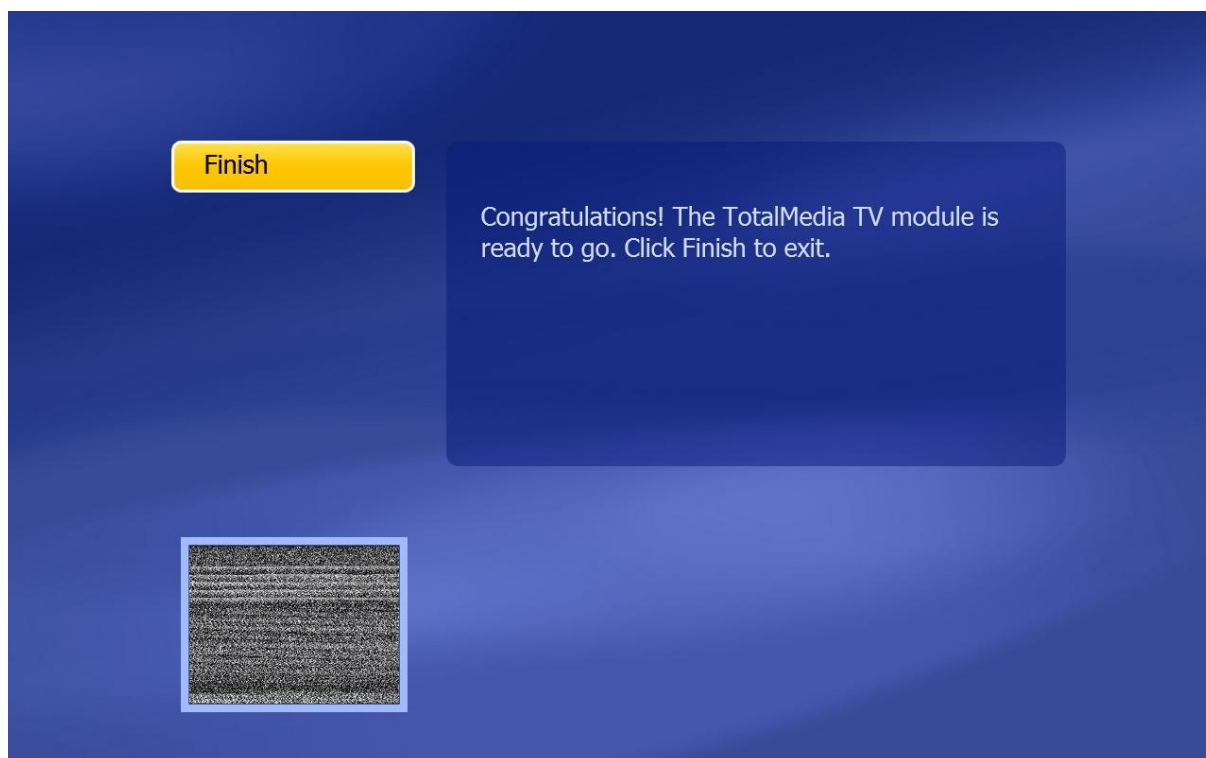 Finish
Congratulations! The TotalMedia TV module is
ready to go. Click Finish to exit.